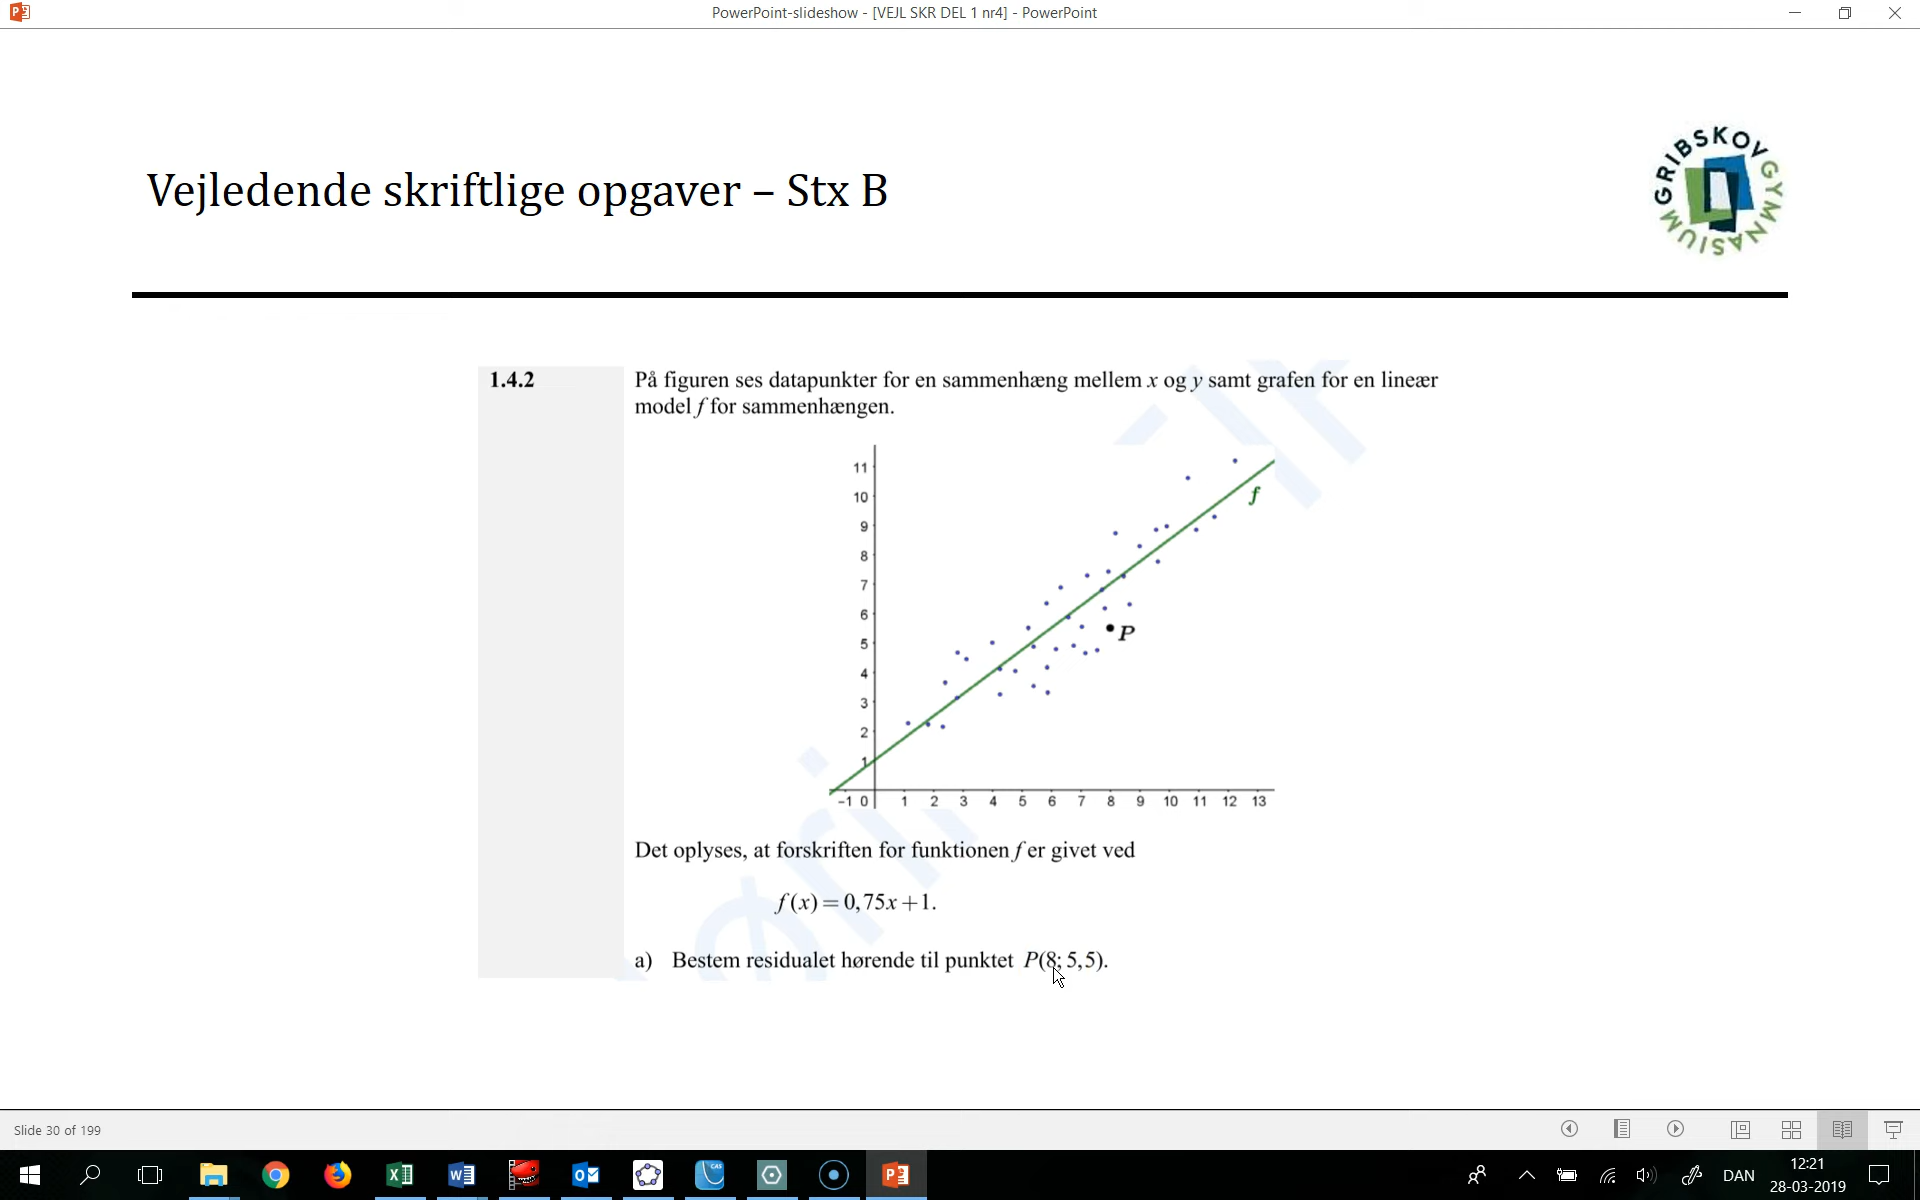 PowerPoint-slideshow - [VEJL SKR DEL 1 nr4] - PowerPoint
Vejledende skriftlige opgaver – Stx B
GRIBSKOV GYMNASIUM
1.4.2
På figuren ses datapunkter for en sammenhæng mellem x og y samt grafen for en lineær
model f for sammenhængen.
11
10
9
8
7
6
5
4
3
2
1
f
P
−1 0 1 2 3 4 5 6 7 8 9 10 11 12 13
Det oplyses, at forskriften for funktionen f er givet ved
f(x) = 0,75x + 1.
a) Bestem residualet hørende til punktet P(8; 5,5).
Slide 30 of 199
DAN
12:21
28-03-2019